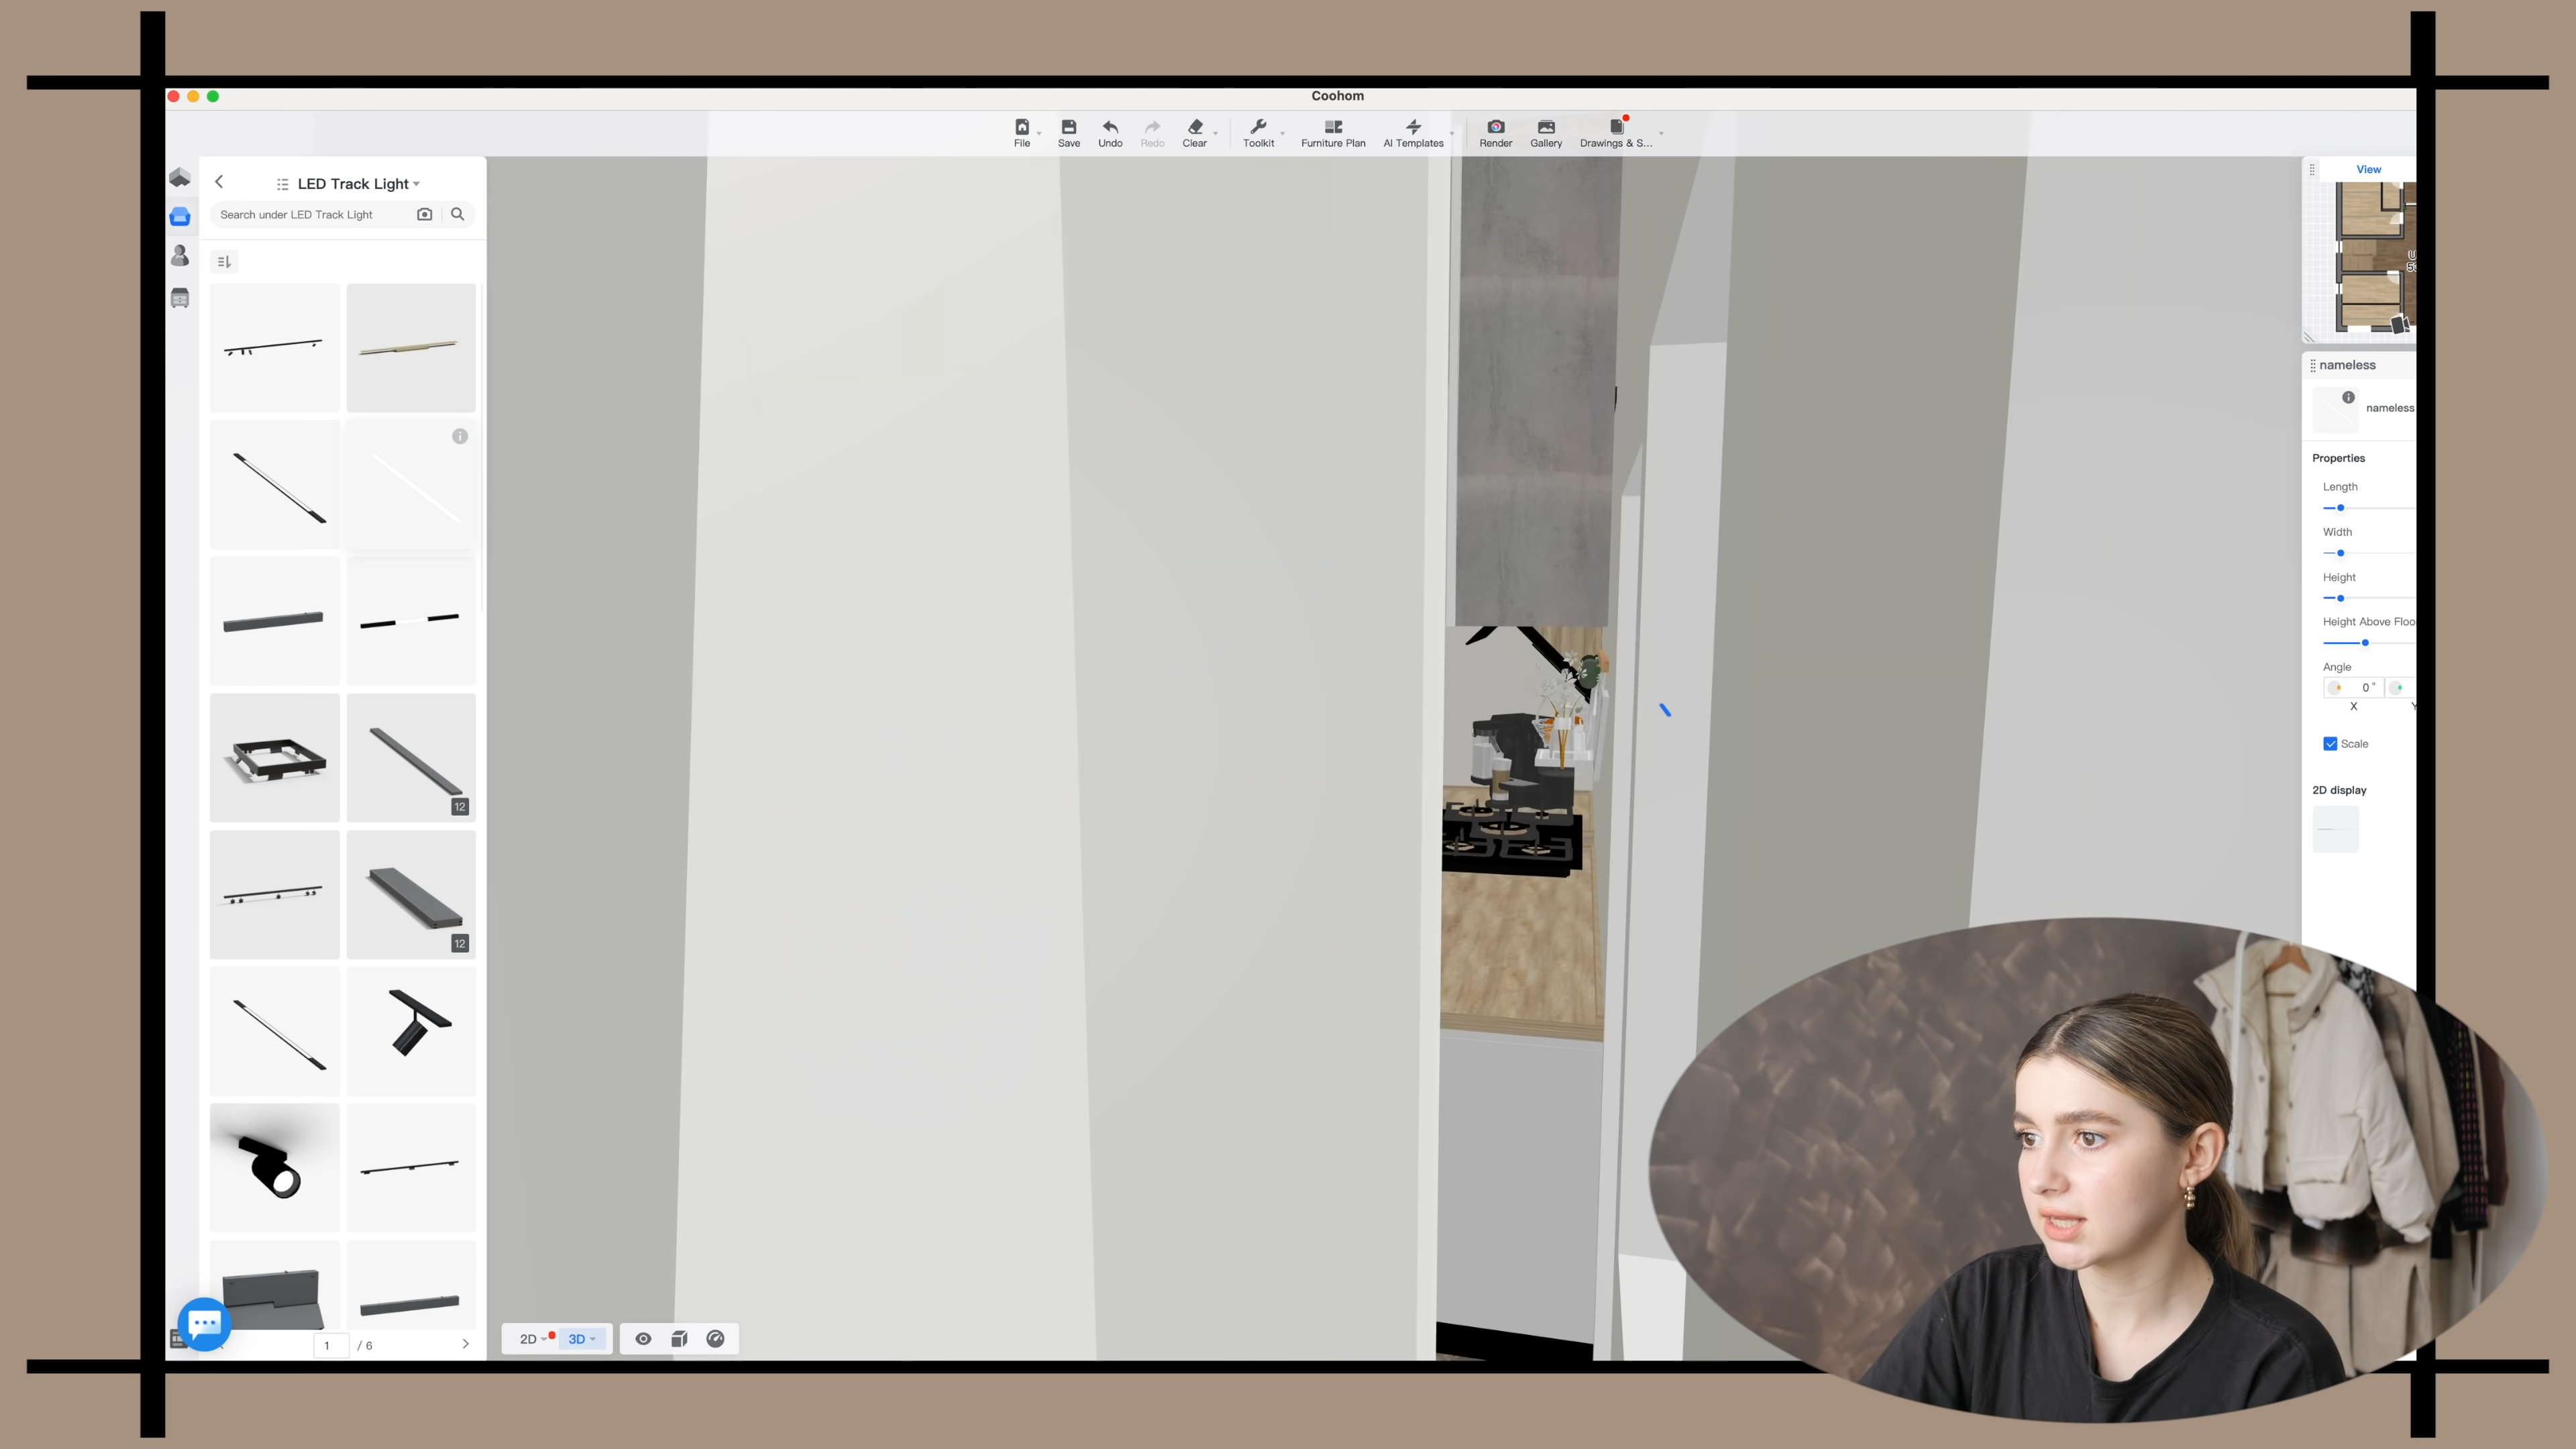 Coohom
File
Save
Undo
Redo
Clear
Toolkit
Furniture Plan
AI Templates
Render
Gallery
Drawings & S...
LED Track Light
Search under LED Track Light
12
12
1 / 6
2D
3D
View
nameless
nameless
Properties
Length
Width
Height
Height Above Floo
Angle
0°
X
Y
Scale
2D display